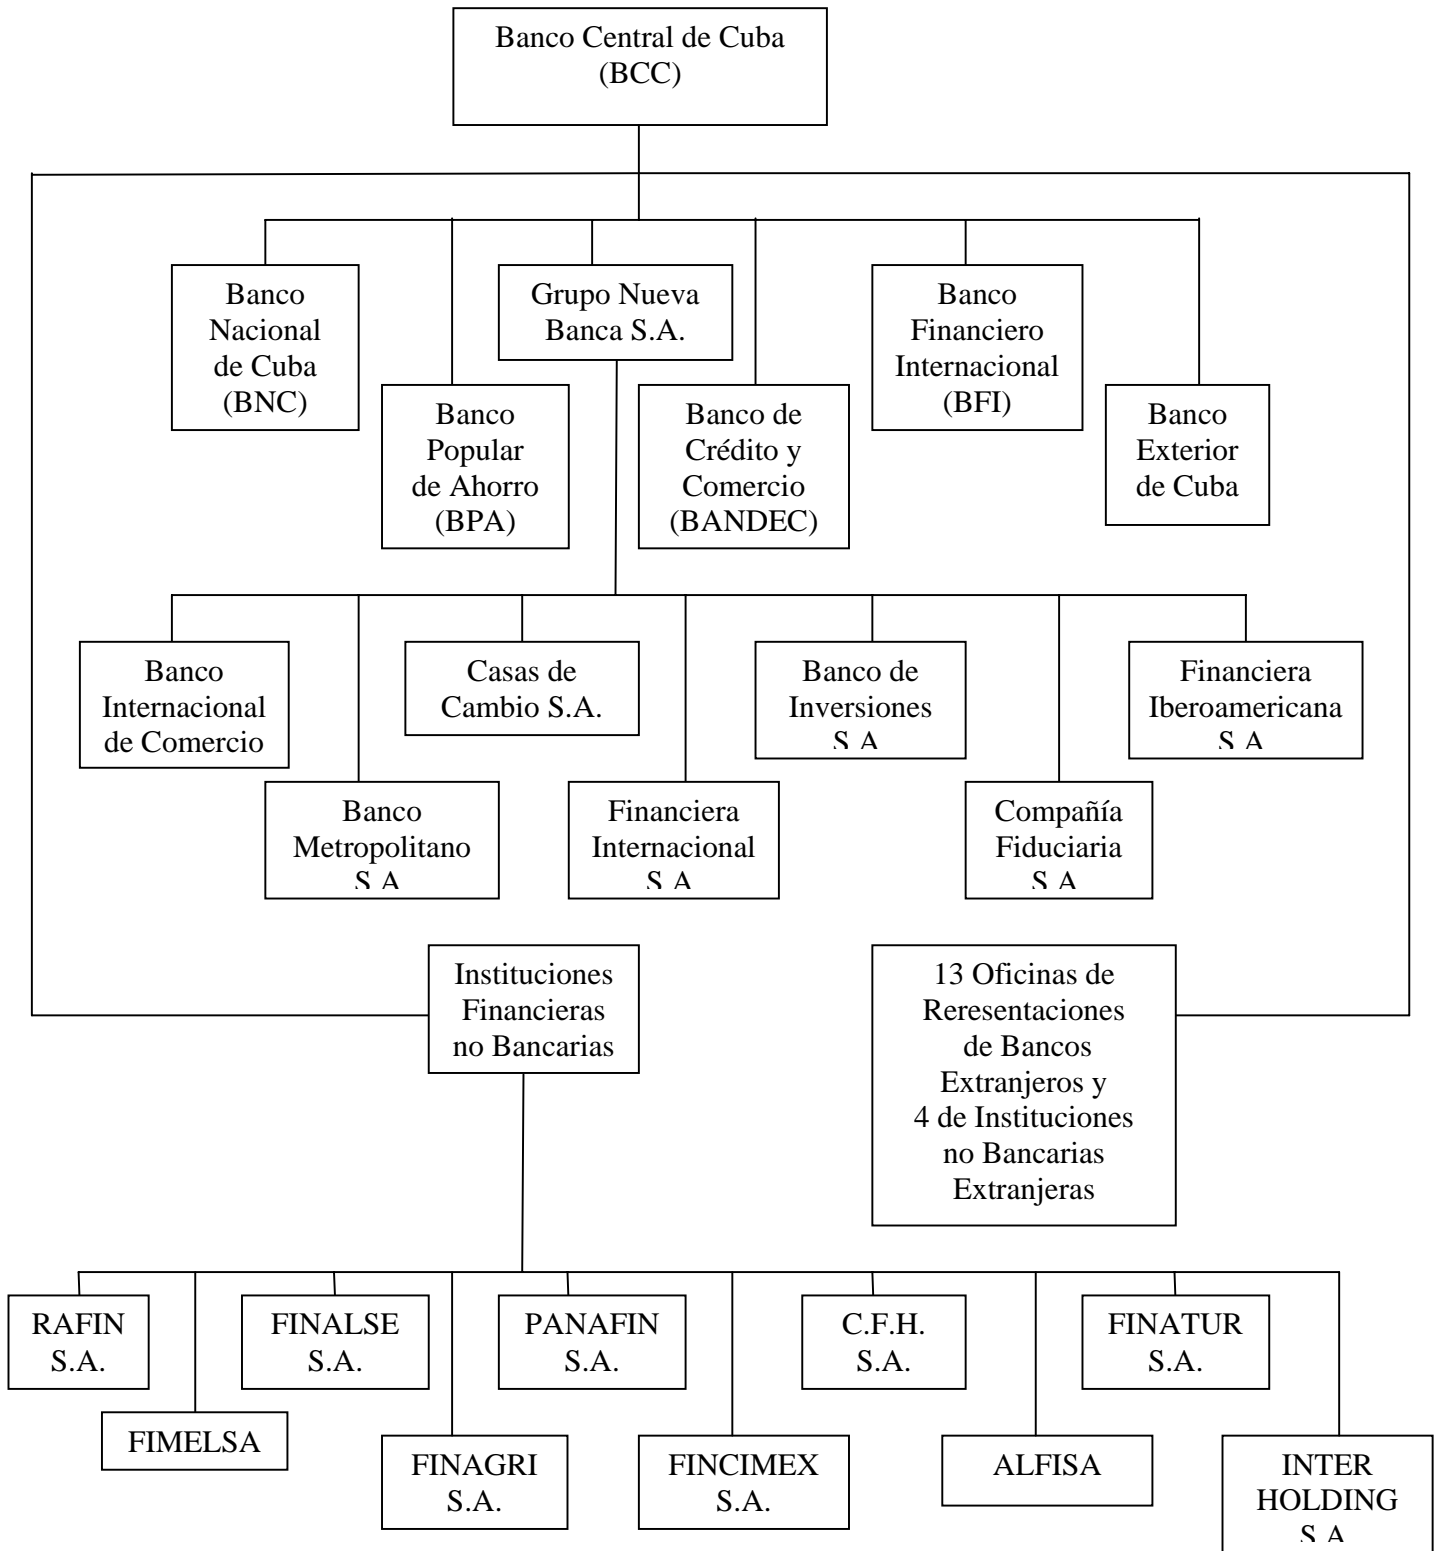 Banco Central de Cuba
(BCC)
Banco
Nacional
de Cuba
(BNC)
Grupo Nueva
Banca S.A.
Banco
Financiero
Internacional
(BFI)
Banco
Popular
de Ahorro
(BPA)
Banco de
Crédito y
Comercio
(BANDEC)
Banco
Exterior
de Cuba
Banco
Internacional
de Comercio
Casas de
Cambio S.A.
Banco de
Inversiones
S.A.
Financiera
Iberoamericana
S.A.
Banco
Metropolitano
S.A.
Financiera
Internacional
S.A.
Compañía
Fiduciaria
S.A.
Instituciones
Financieras
no Bancarias
13 Oficinas de
Reresentaciones
de Bancos
Extranjeros y
4 de Instituciones
no Bancarias
Extranjeras
RAFIN
S.A.
FINALSE
S.A.
PANAFIN
S.A.
C.F.H.
S.A.
FINATUR
S.A.
FIMELSA
FINAGRI
S.A.
FINCIMEX
S.A.
ALFISA
INTER
HOLDING
S.A.